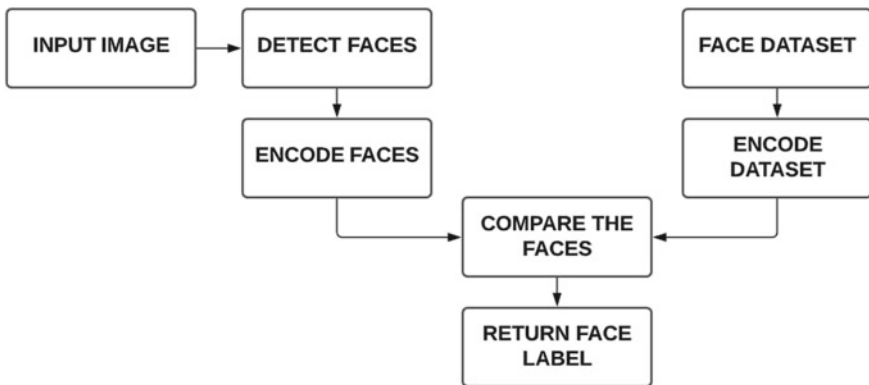 INPUT IMAGE
DETECT FACES
FACE DATASET
ENCODE FACES
ENCODE
DATASET
COMPARE THE
FACES
RETURN FACE
LABEL